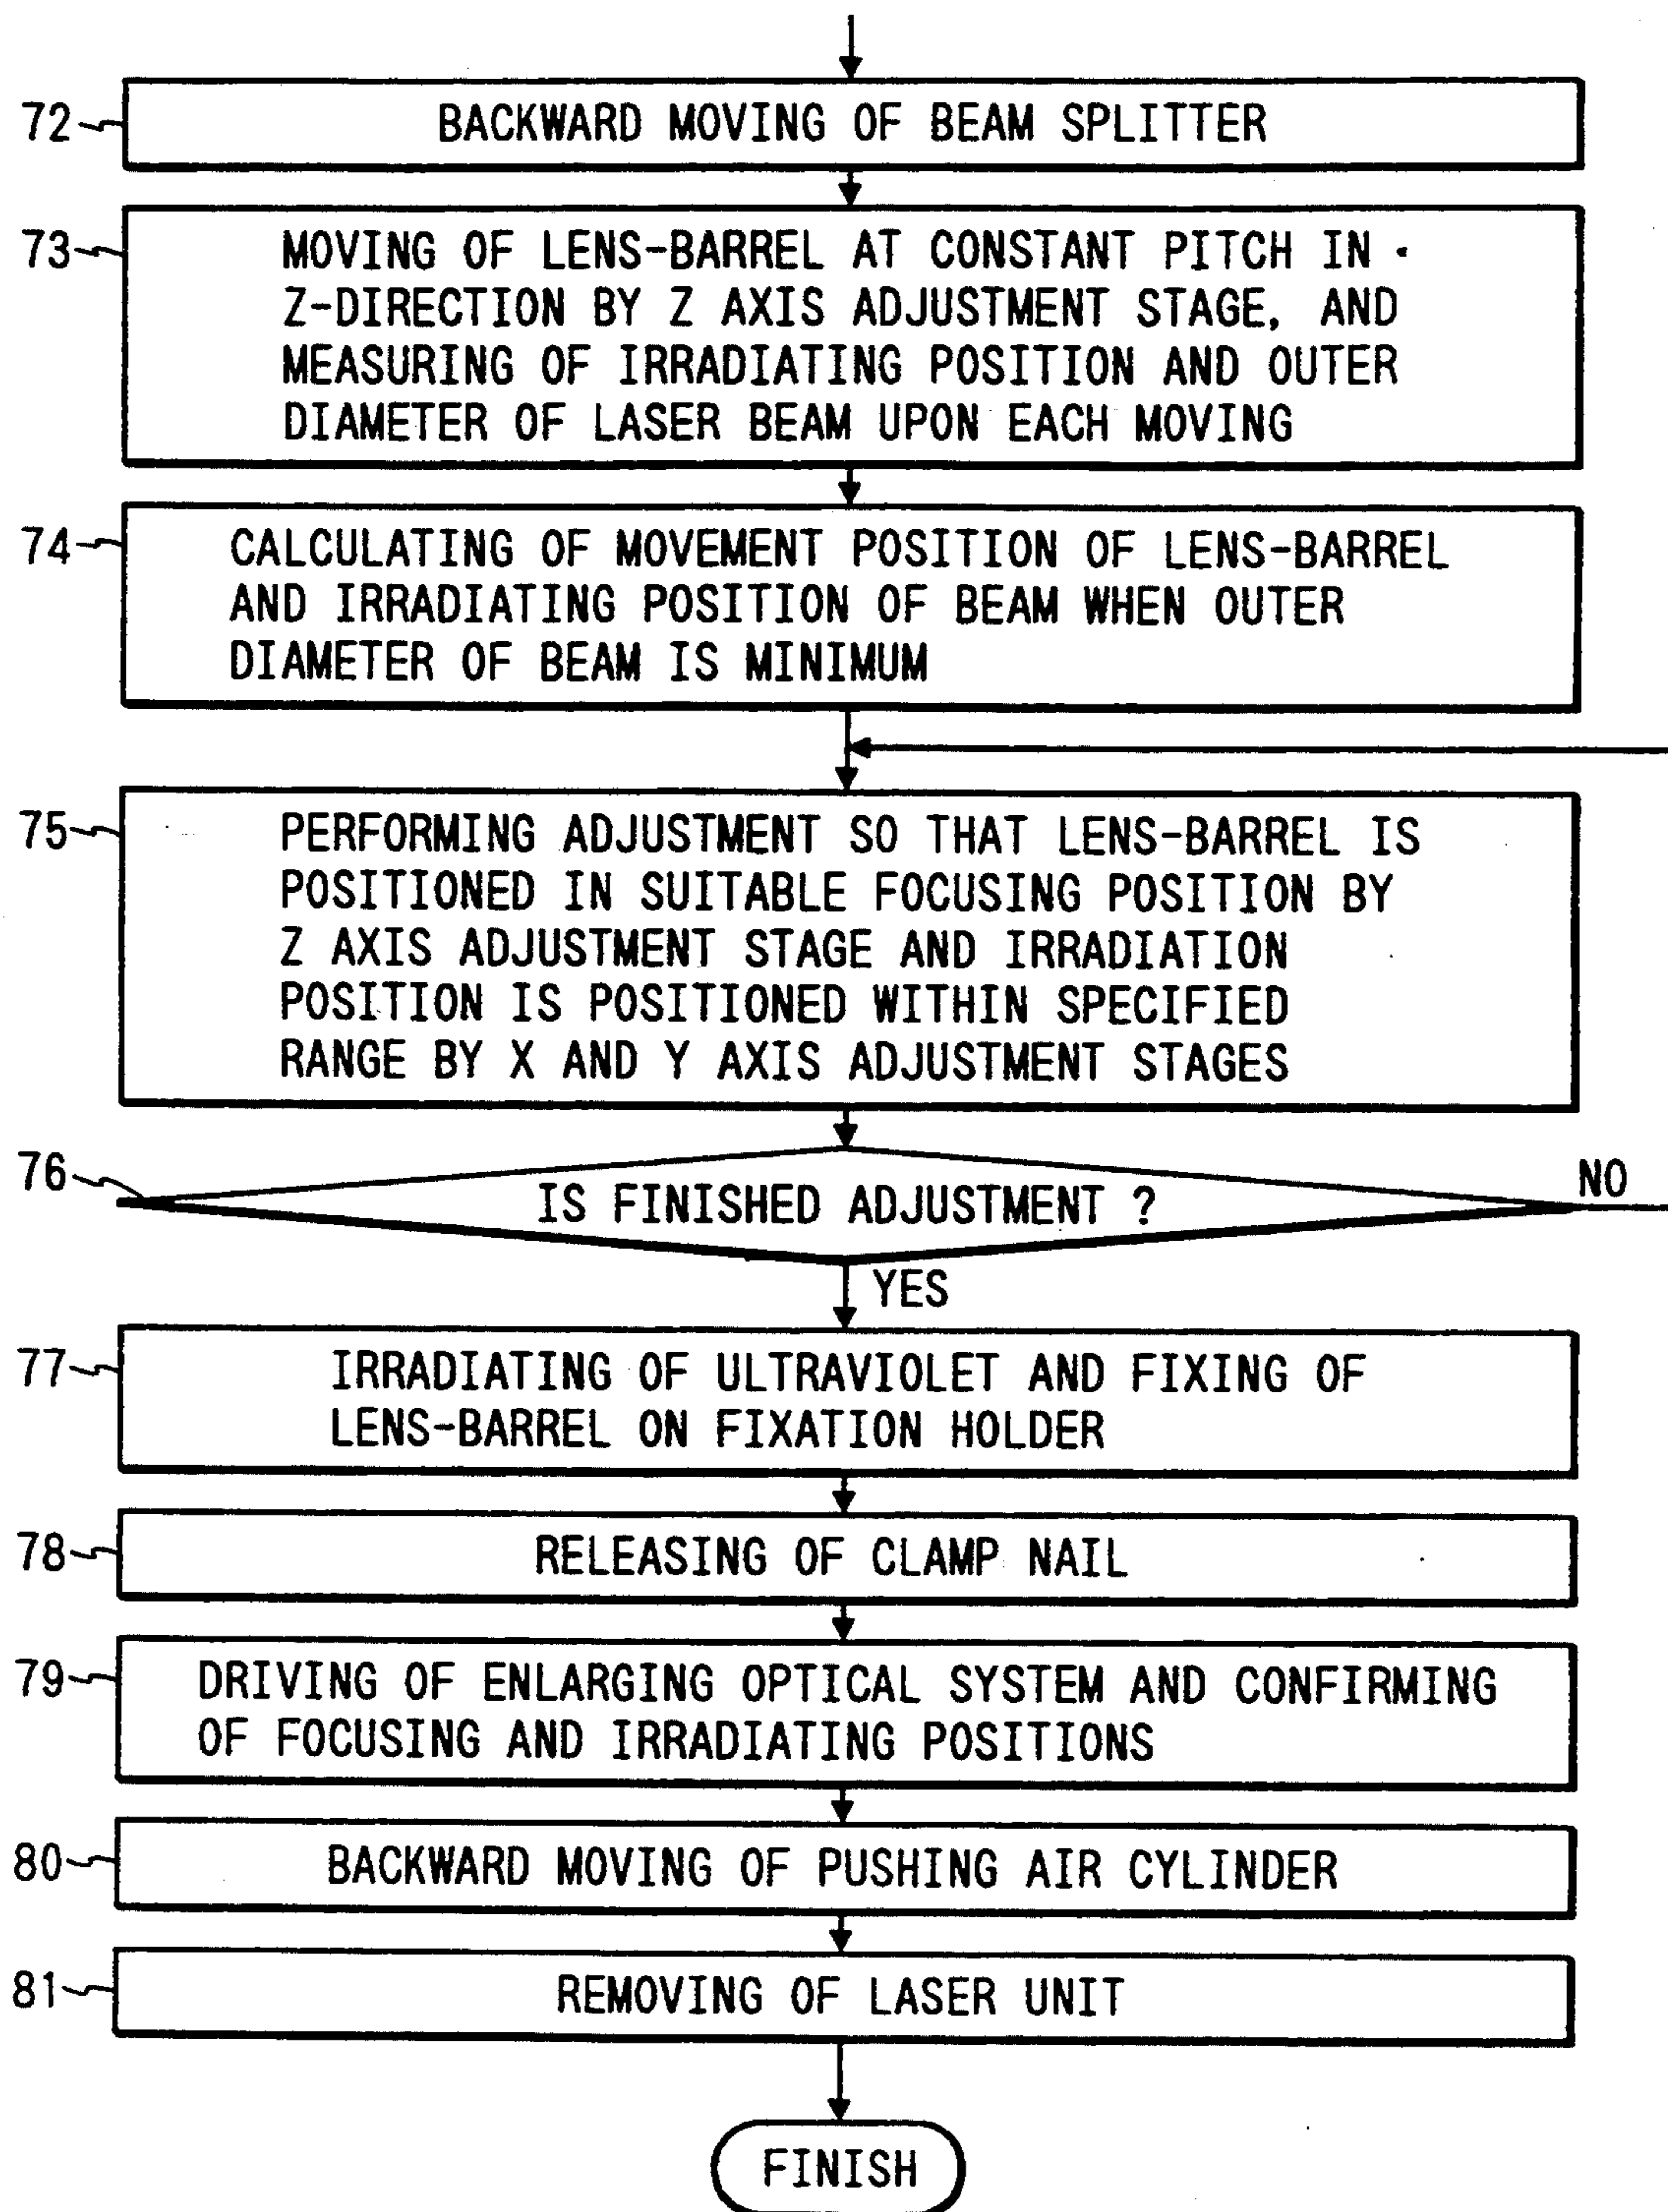 72
BACKWARD MOVING OF BEAM SPLITTER
73
MOVING OF LENS-BARREL AT CONSTANT PITCH IN
Z-DIRECTION BY Z AXIS ADJUSTMENT STAGE, AND
MEASURING OF IRRADIATING POSITION AND OUTER
DIAMETER OF LASER BEAM UPON EACH MOVING
74
CALCULATING OF MOVEMENT POSITION OF LENS-BARREL
AND IRRADIATING POSITION OF BEAM WHEN OUTER
DIAMETER OF BEAM IS MINIMUM
75
PERFORMING ADJUSTMENT SO THAT LENS-BARREL IS
POSITIONED IN SUITABLE FOCUSING POSITION BY
Z AXIS ADJUSTMENT STAGE AND IRRADIATION
POSITION IS POSITIONED WITHIN SPECIFIED
RANGE BY X AND Y AXIS ADJUSTMENT STAGES
76
IS FINISHED ADJUSTMENT ?
NO
YES
77
IRRADIATING OF ULTRAVIOLET AND FIXING OF
LENS-BARREL ON FIXATION HOLDER
78
RELEASING OF CLAMP NAIL
79
DRIVING OF ENLARGING OPTICAL SYSTEM AND CONFIRMING
OF FOCUSING AND IRRADIATING POSITIONS
80
BACKWARD MOVING OF PUSHING AIR CYLINDER
81
REMOVING OF LASER UNIT
FINISH